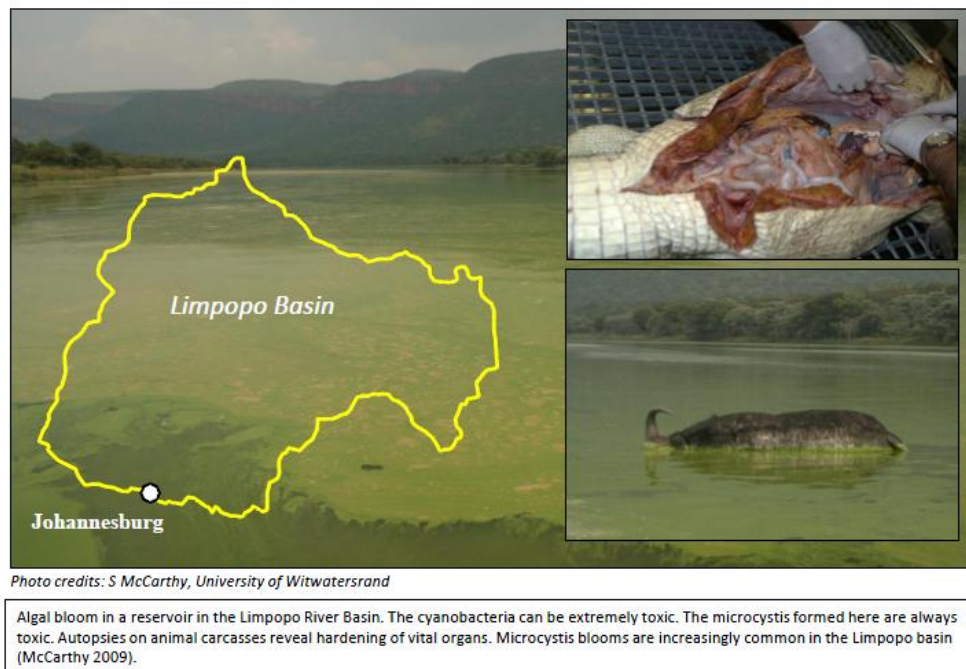 Limpopo Basin
Johannesburg
Photo credits: S McCarthy, University of Witwatersrand
Algal bloom in a reservoir in the Limpopo River Basin. The cyanobacteria can be extremely toxic. The microcystis formed here are always
toxic. Autopsies on animal carcasses reveal hardening of vital organs. Microcystis blooms are increasingly common in the Limpopo basin
(McCarthy 2009).